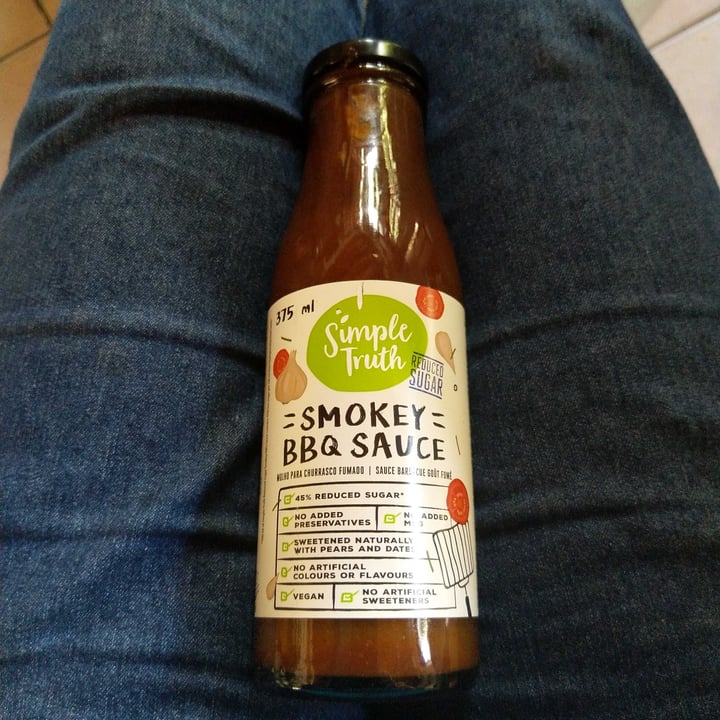 375 ml
Simple
Truth
REDUCED
SUGAR
SMOKEY
BBQ SAUCE
MOLHO PARA CHURRASCO FUMADO | SAUCE BARBECUE GOÛT FUMÉ
45% REDUCED SUGAR*
NO ADDED
PRESERVATIVES
NO ADDED
MSG
SWEETENED NATURALLY
WITH PEARS AND DATES
NO ARTIFICIAL
COLOURS OR FLAVOURS
VEGAN
NO ARTIFICIAL
SWEETENERS